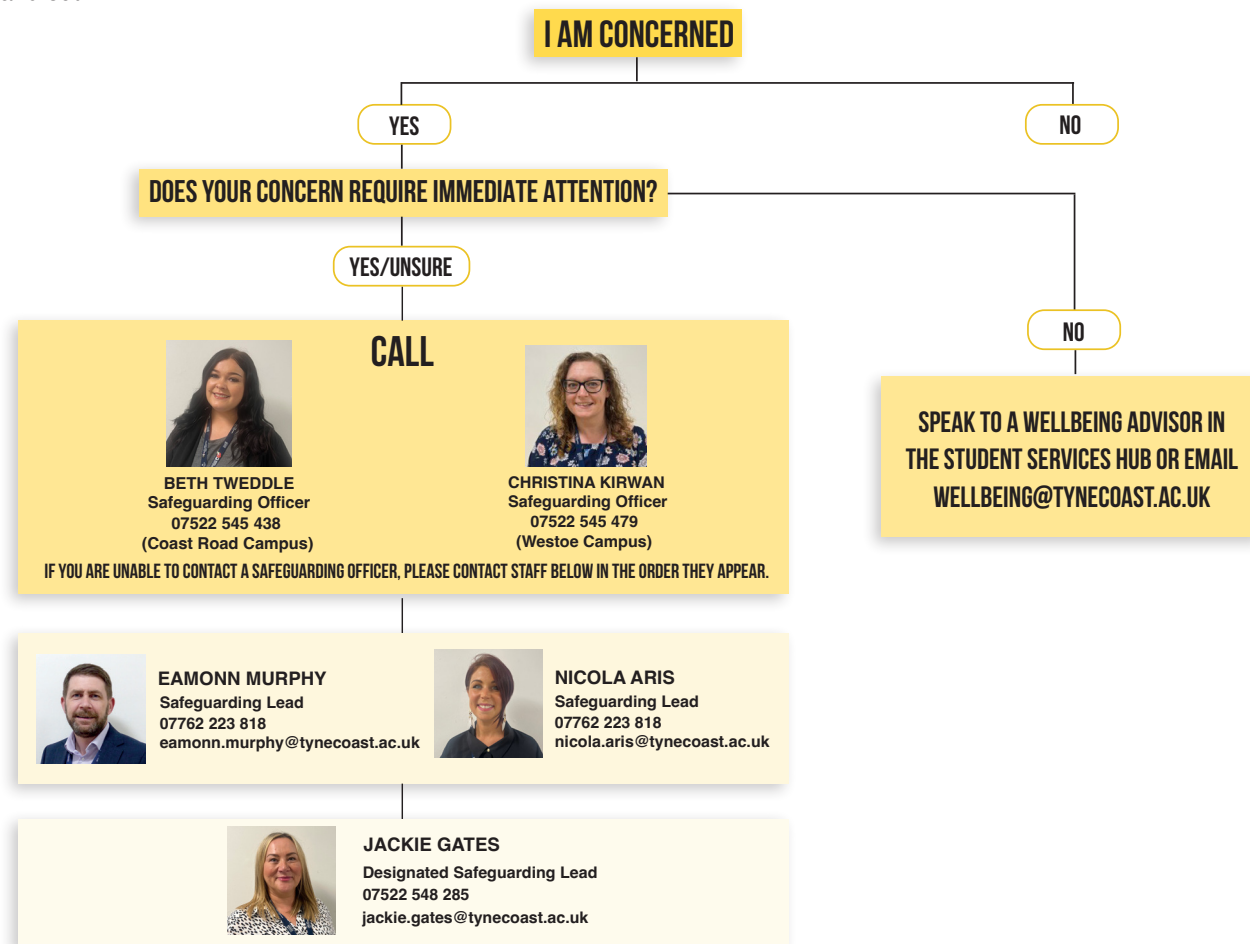 I AM CONCERNED
YES
NO
DOES YOUR CONCERN REQUIRE IMMEDIATE ATTENTION?
YES/UNSURE
NO
CALL
BETH TWEDDLE
Safeguarding Officer
07522 545 438
(Coast Road Campus)
CHRISTINA KIRWAN
Safeguarding Officer
07522 545 479
(Westoe Campus)
IF YOU ARE UNABLE TO CONTACT A SAFEGUARDING OFFICER, PLEASE CONTACT STAFF BELOW IN THE ORDER THEY APPEAR.
SPEAK TO A WELLBEING ADVISOR IN
THE STUDENT SERVICES HUB OR EMAIL
WELLBEING@TYNECOAST.AC.UK
EAMONN MURPHY
Safeguarding Lead
07762 223 818
eamonn.murphy@tynecoast.ac.uk
NICOLA ARIS
Safeguarding Lead
07762 223 818
nicola.aris@tynecoast.ac.uk
JACKIE GATES
Designated Safeguarding Lead
07522 548 285
jackie.gates@tynecoast.ac.uk